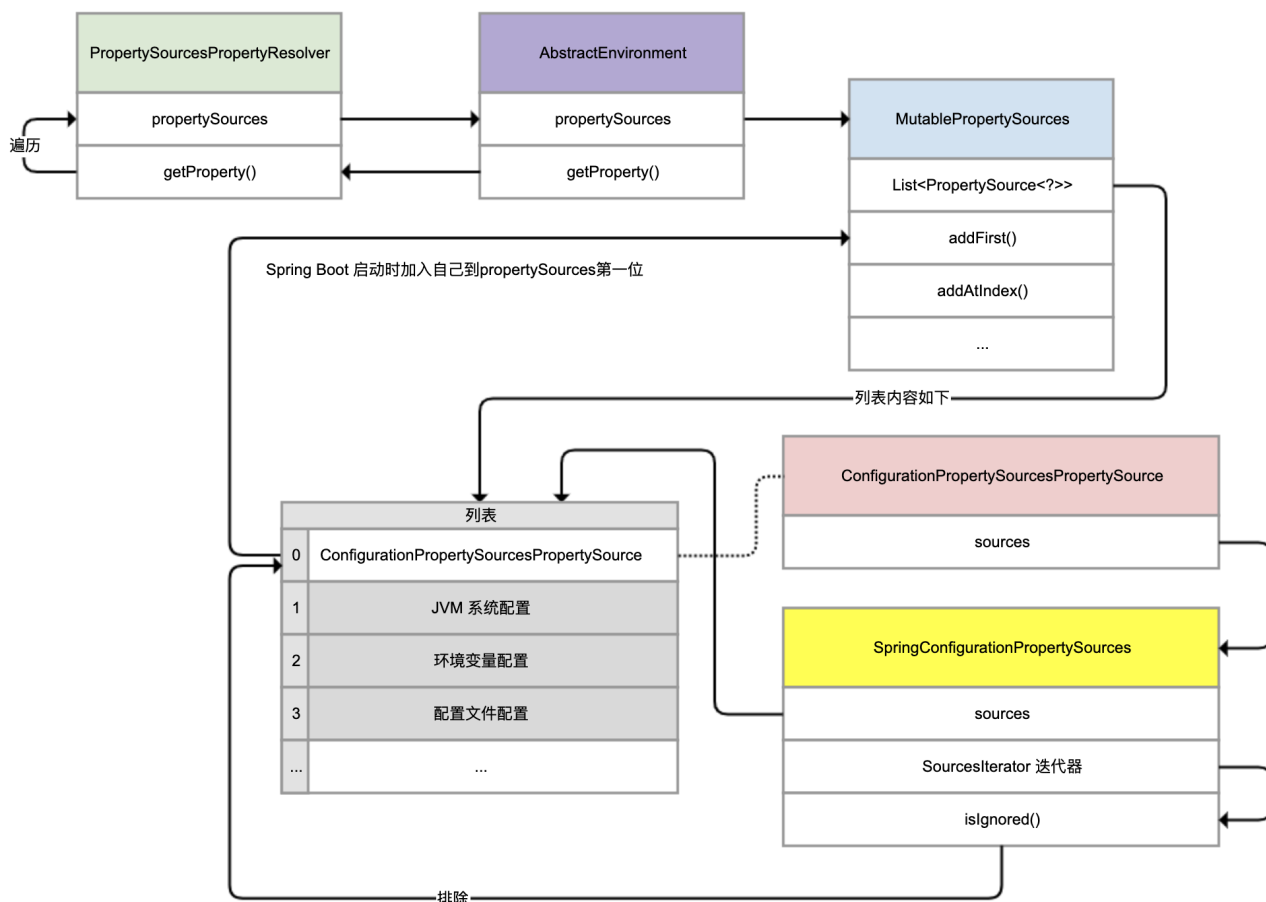 PropertySourcesPropertyResolver
propertySources
getProperty()
遍历
AbstractEnvironment
propertySources
getProperty()
MutablePropertySources
List<PropertySource<?>>
addFirst()
addAtIndex()
...
Spring Boot 启动时加入自己到propertySources第一位
列表内容如下
列表
0 ConfigurationPropertySourcesPropertySource
1 JVM 系统配置
2 环境变量配置
3 配置文件配置
... ...
ConfigurationPropertySourcesPropertySource
sources
SpringConfigurationPropertySources
sources
SourcesIterator 迭代器
isIgnored()
排除